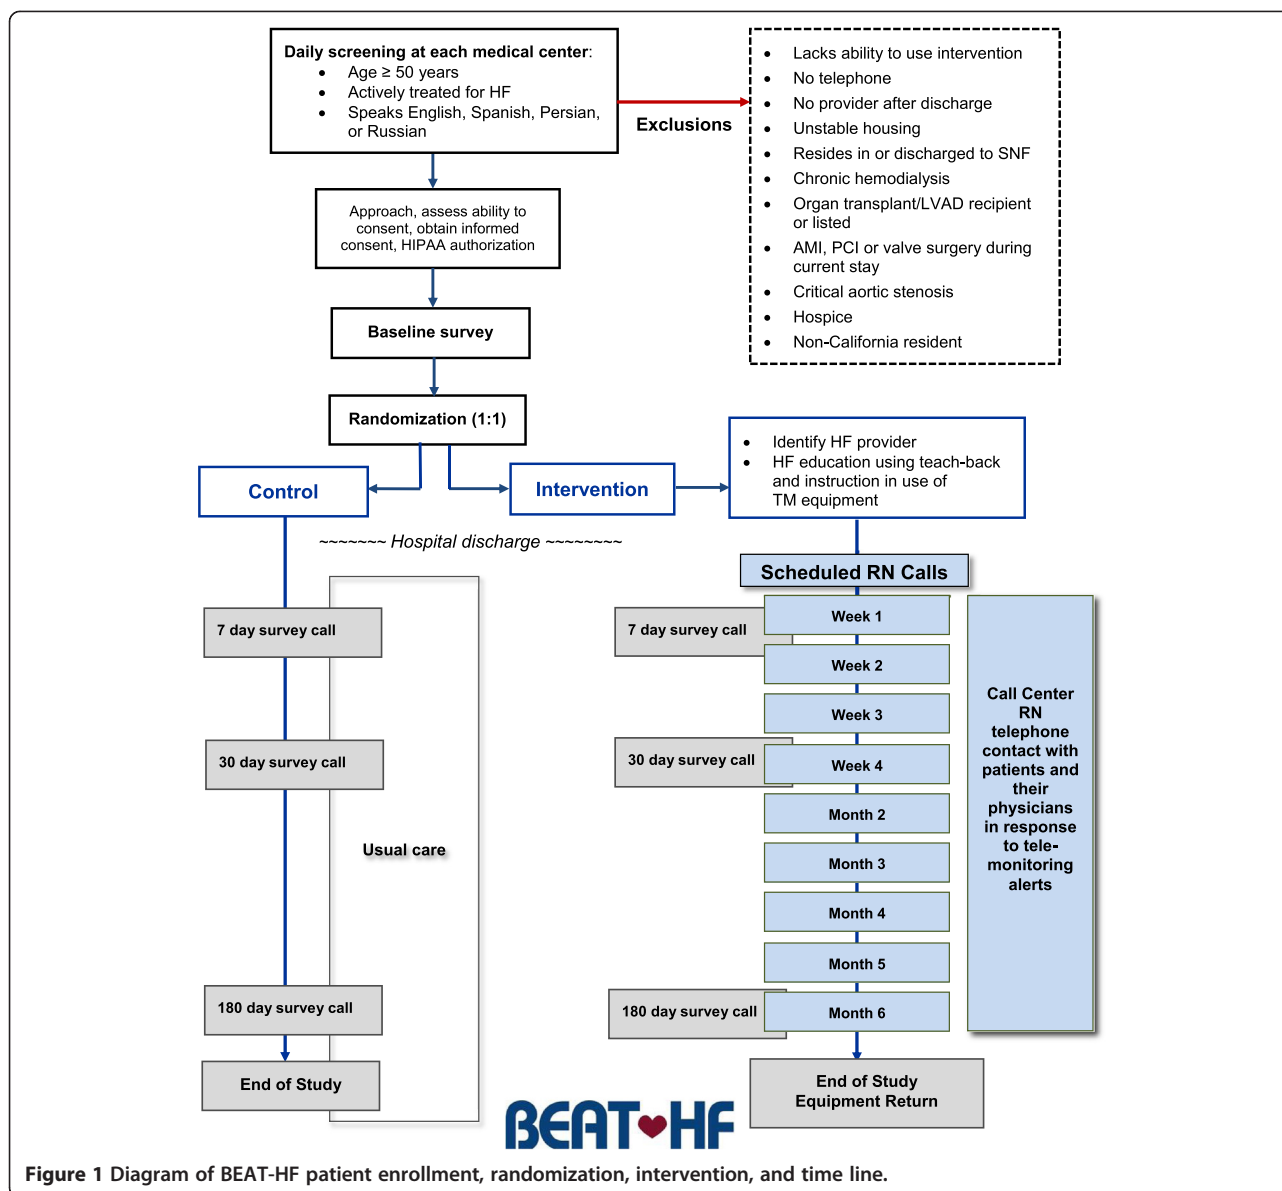 Daily screening at each medical center:
• Age ≥ 50 years
• Actively treated for HF
• Speaks English, Spanish, Persian,
or Russian
Exclusions
• Lacks ability to use intervention
• No telephone
• No provider after discharge
• Unstable housing
• Resides in or discharged to SNF
• Chronic hemodialysis
• Organ transplant/LVAD recipient
or listed
• AMI, PCI or valve surgery during
current stay
• Critical aortic stenosis
• Hospice
• Non-California resident
Approach, assess ability to
consent, obtain informed
consent, HIPAA authorization
Baseline survey
Randomization (1:1)
Control
Intervention
• Identify HF provider
• HF education using teach-back
and instruction in use of
TM equipment
~~~~~~~ Hospital discharge ~~~~~~~~
7 day survey call
30 day survey call
Usual care
180 day survey call
End of Study
Scheduled RN Calls
7 day survey call
Week 1
Week 2
Week 3
30 day survey call
Week 4
Month 2
Month 3
Month 4
Month 5
180 day survey call
Month 6
Call Center
RN
telephone
contact with
patients and
their
physicians
in response
to tele-
monitoring
alerts
End of Study
Equipment Return
BEAT HF
Figure 1 Diagram of BEAT-HF patient enrollment, randomization, intervention, and time line.